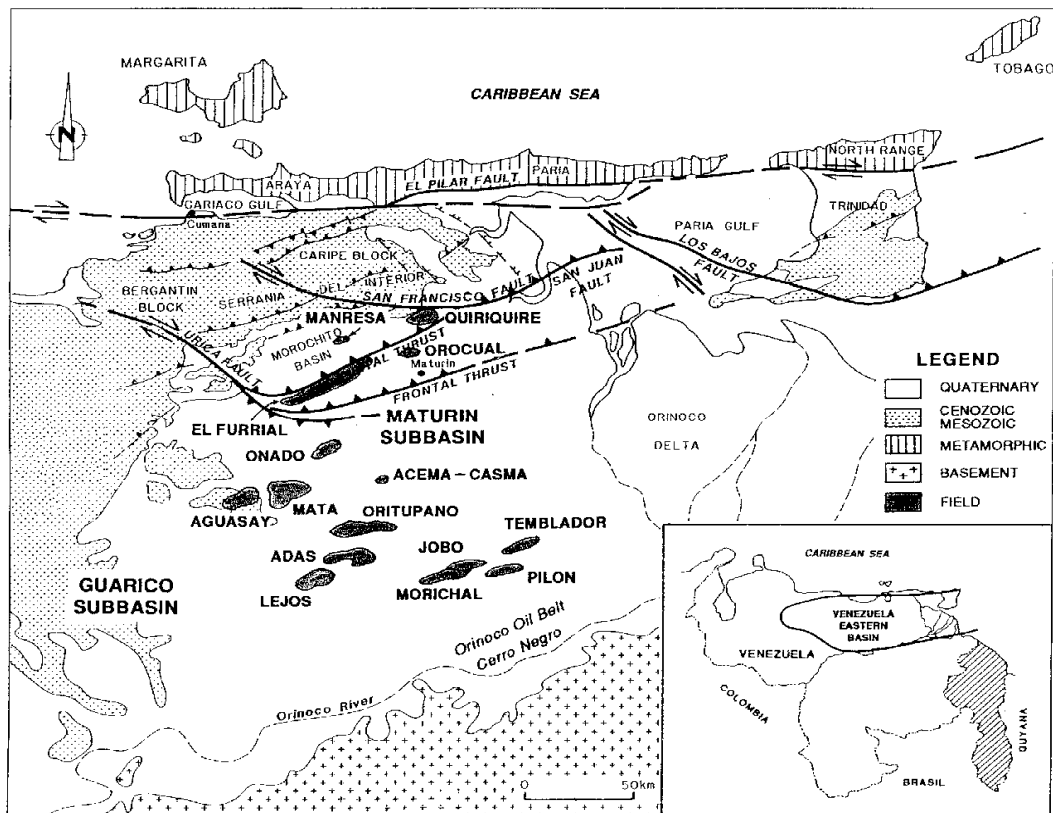 MARGARITA
TOBAGO
CARIBBEAN SEA
N
NORTH RANGE
PARIA
ARAYA
EL PILAR FAULT
CARIACO GULF
TRINIDAD
Cumana
PARIA GULF
CARIPE BLOCK
LOS BAJOS
FAULT
BERGANTIN
BLOCK
SERRANIA DEL INTERIOR
SAN FRANCISCO FAULT
SAN JUAN
FAULT
MANRESA
QUIRIQUIRE
URICA FAULT
MOROCHITO
BASIN
PAL THRUST
OROCUAL
Maturin
FRONTAL THRUST
EL FURRIAL
MATURIN
SUBBASIN
ORINOCO
DELTA
ONADO
ACEMA-CASMA
AGUASAY
MATA
ORITUPANO
TEMBLADOR
ADAS
JOBO
LEJOS
MORICHAL
PILON
GUARICO
SUBBASIN
Orinoco Oil Belt
Cerro Negro
Orinoco River
0 50km
LEGEND
QUATERNARY
CENOZOIC
MESOZOIC
METAMORPHIC
BASEMENT
FIELD
CARIBBEAN SEA
VENEZUELA
EASTERN
BASIN
VENEZUELA
COLOMBIA
GUYANA
BRASIL